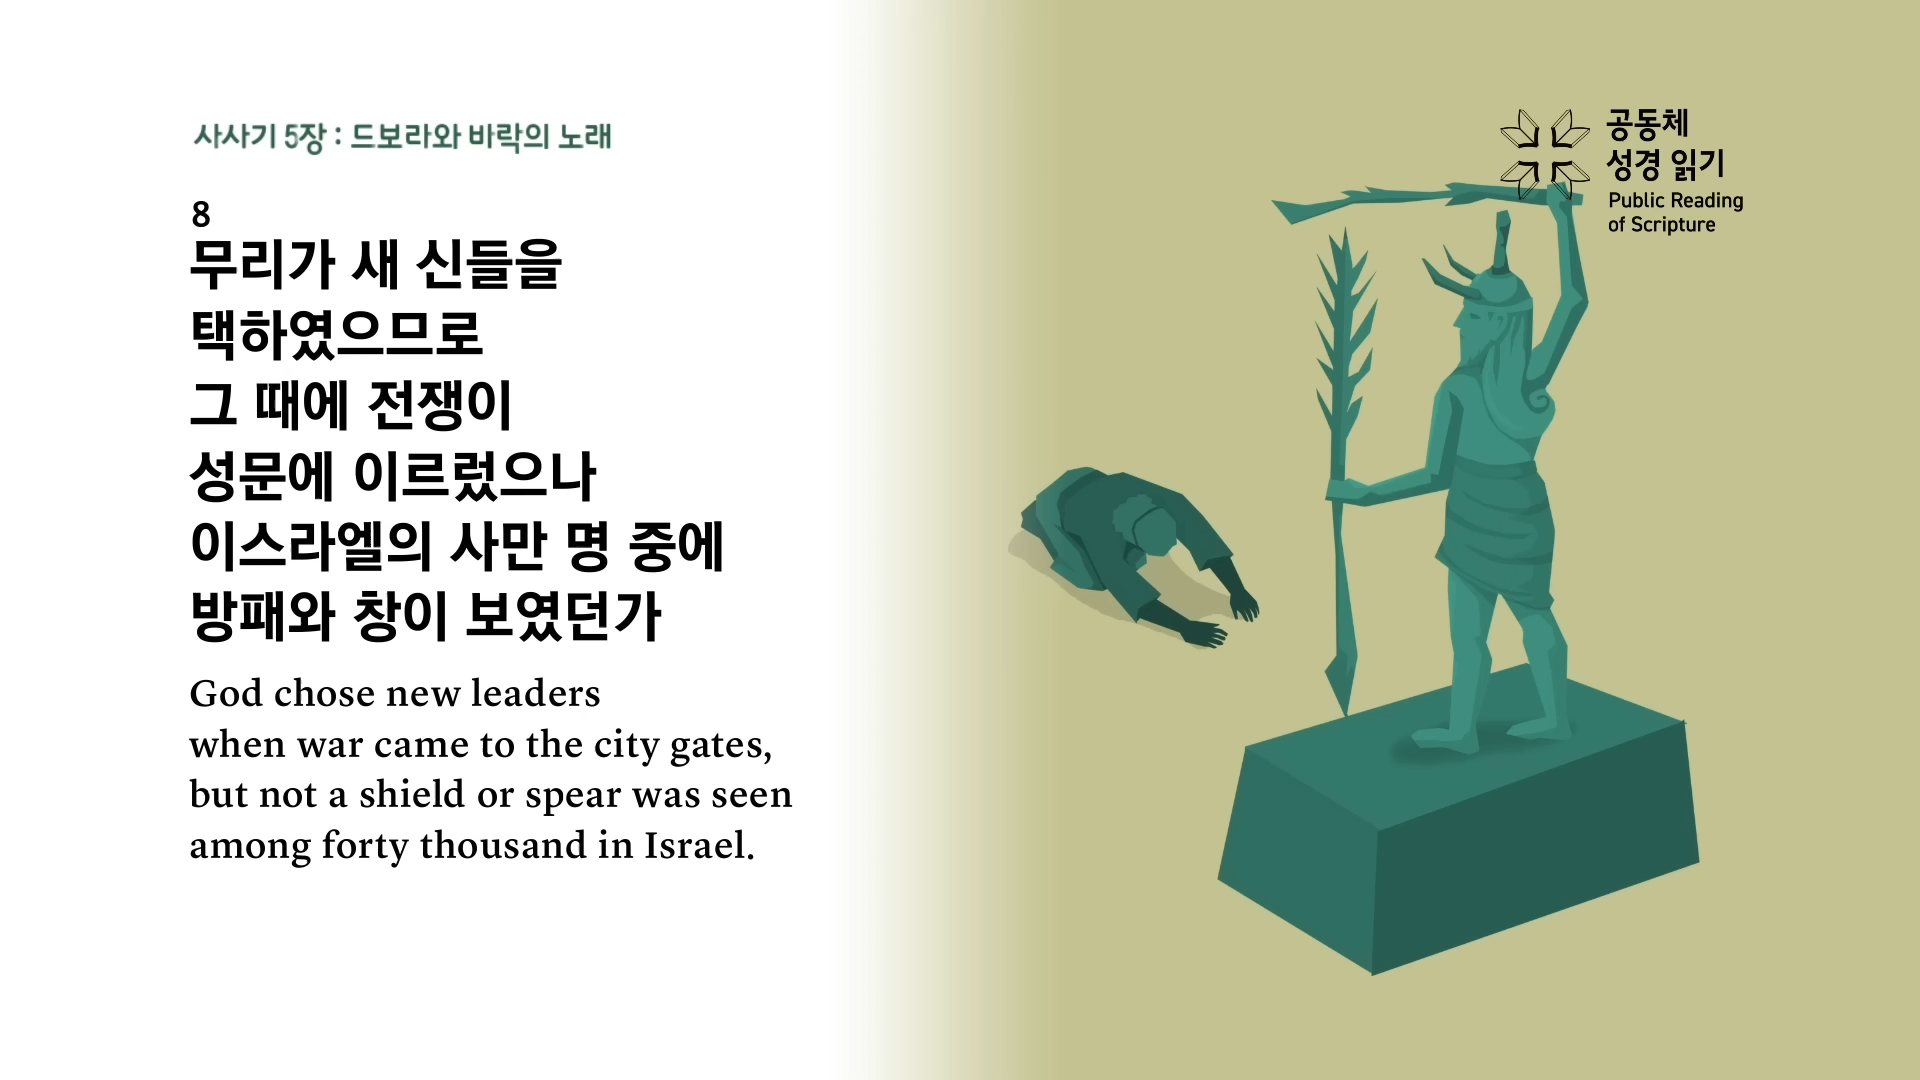 사사기 5장 : 드보라와 바락의 노래
8
무리가 새 신들을
택하였으므로
그 때에 전쟁이
성문에 이르렀으나
이스라엘의 사만 명 중에
방패와 창이 보였던가
God chose new leaders
when war came to the city gates,
but not a shield or spear was seen
among forty thousand in Israel.
공동체
성경 읽기
Public Reading
of Scripture